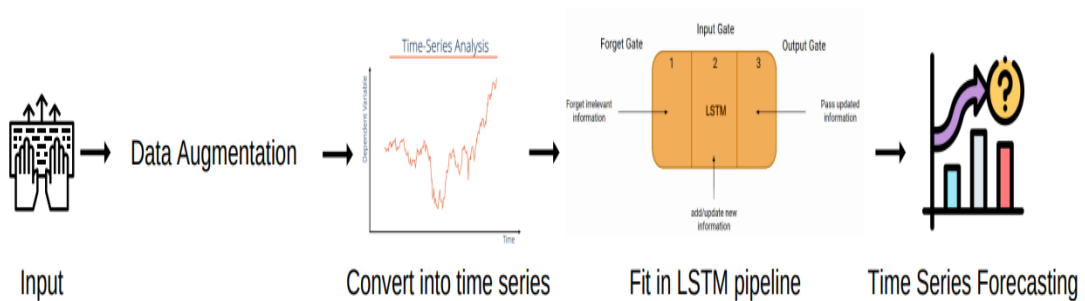 Input
Data Augmentation
Time-Series Analysis
Dependent Variable
Time
Convert into time series
Input Gate
Forget Gate
Output Gate
1
2
3
LSTM
Forget irrelevant
information
Pass updated
information
add/update new
information
Fit in LSTM pipeline
?
Time Series Forecasting